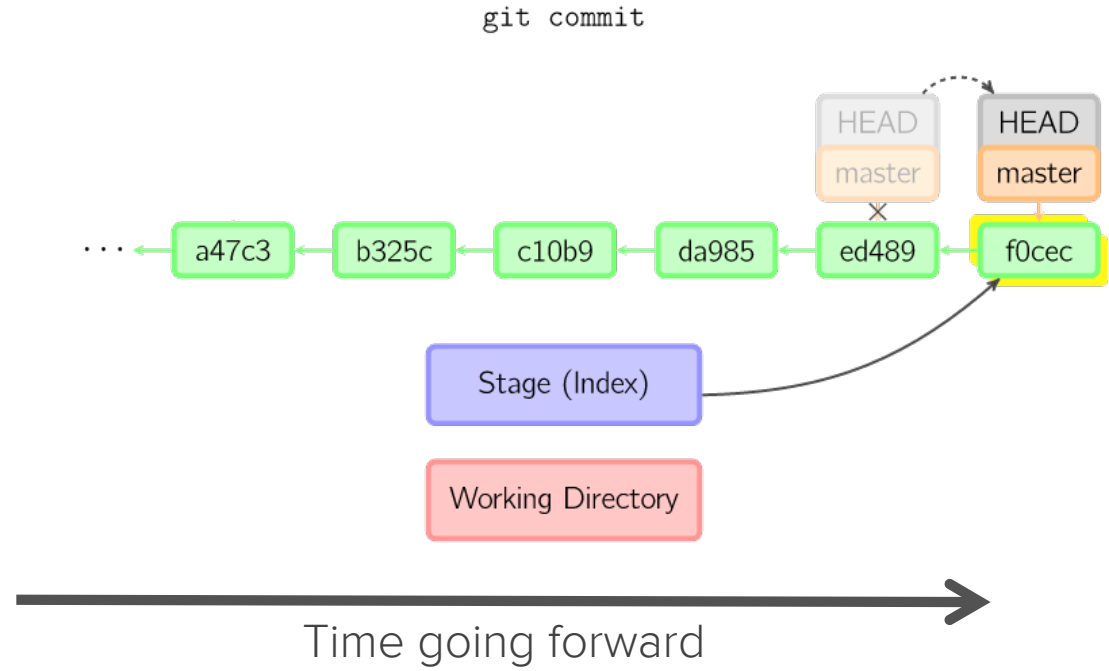 git commit
HEAD HEAD
master master
... a47c3 b325c c10b9 da985 ed489 f0cec
Stage (Index)
Working Directory
Time going forward